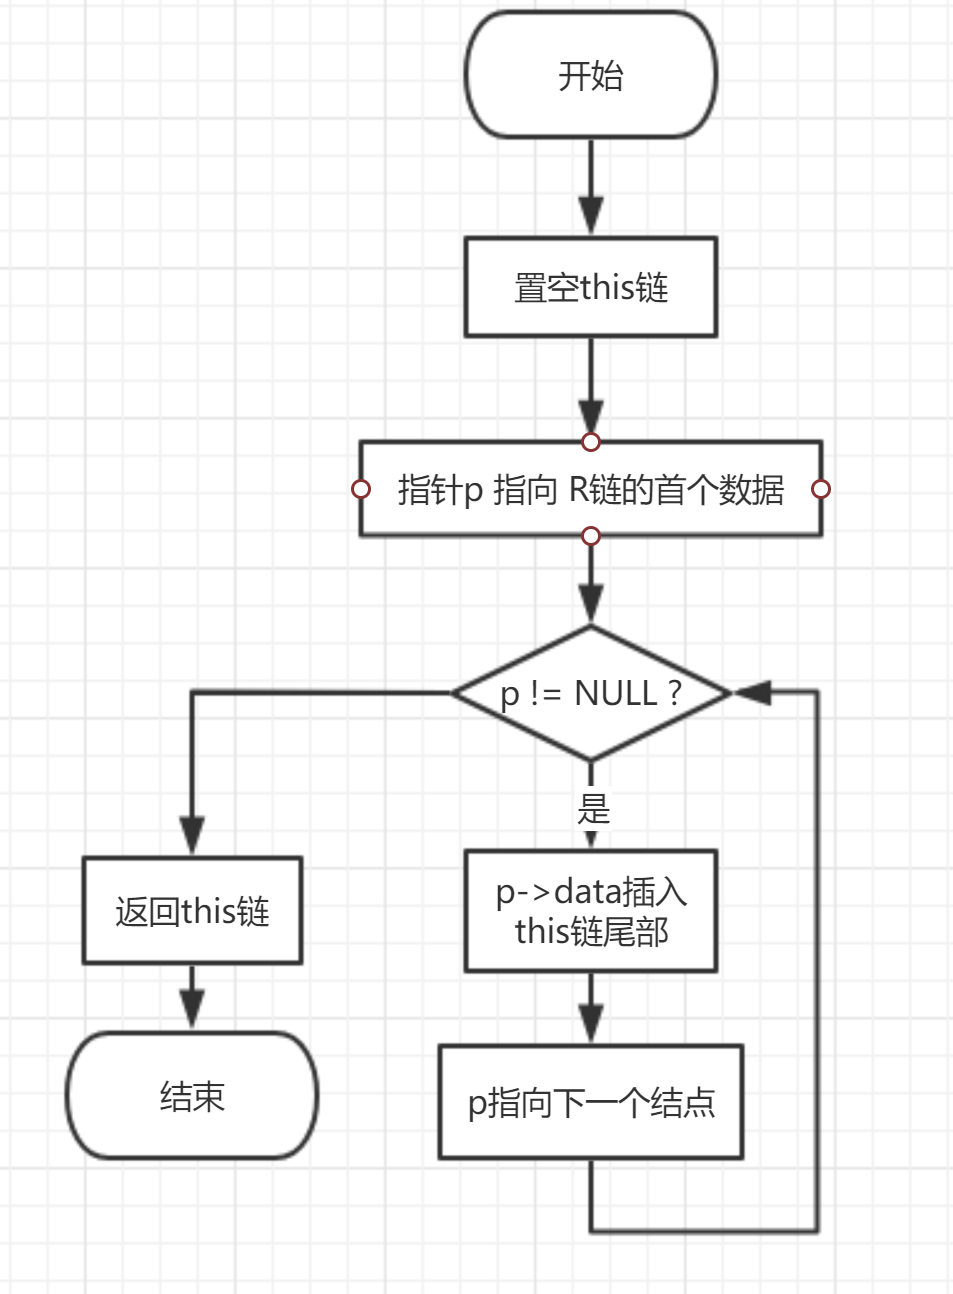 开始
置空this链
指针p 指向 R链的首个数据
p != NULL ?
是
p->data插入
this链尾部
返回this链
p指向下一个结点
结束